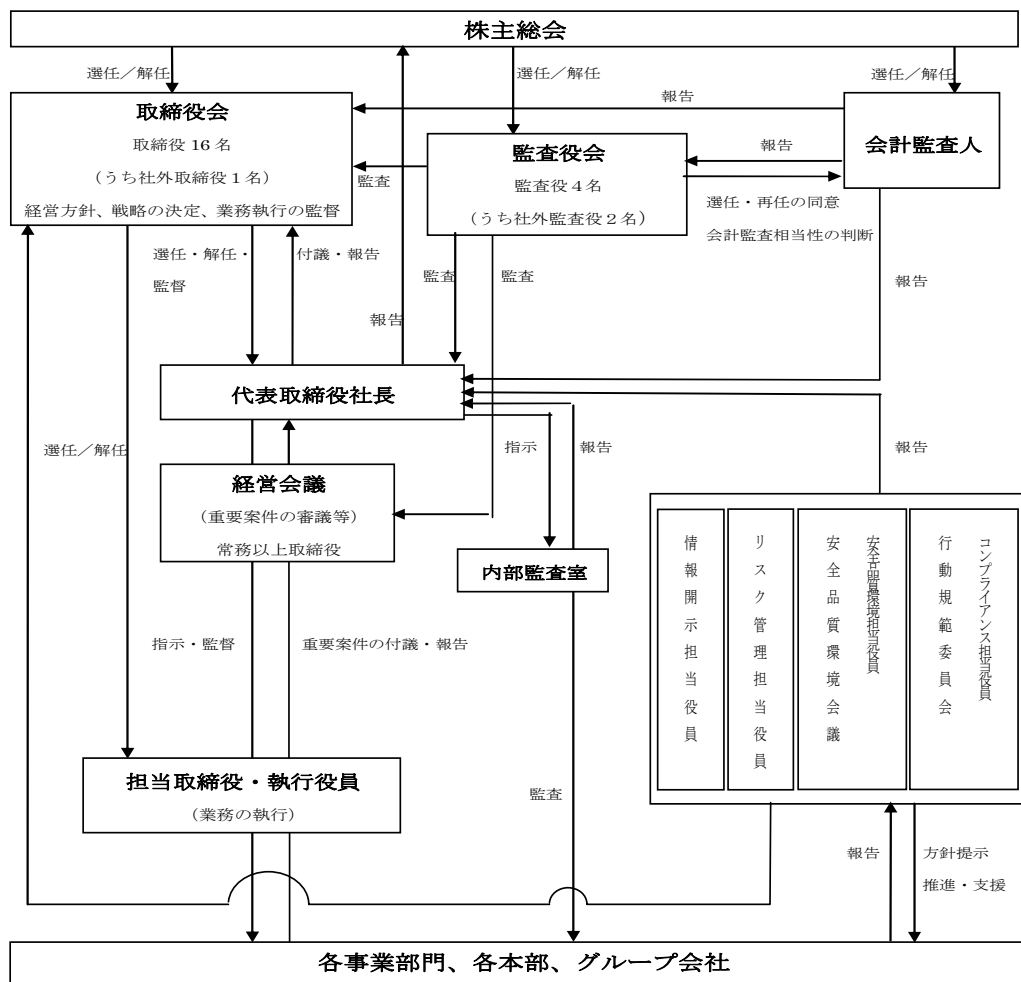 株主総会
選任／解任
選任／解任
選任／解任
報告
取締役会
取締役 16 名
（うち社外取締役 1 名）
経営方針、戦略の決定、業務執行の監督
監査
監査役会
監査役 4 名
（うち社外監査役 2 名）
報告
会計監査人
選任・再任の同意
会計監査相当性の判断
選任・解任・
監督
付議・報告
監査
監査
報告
報告
代表取締役社長
選任／解任
指示
報告
報告
経営会議
（重要案件の審議等）
常務以上取締役
内部監査室
情報開示担当役員
リスク管理担当役員
安全品質環境会議
安全品質環境担当役員
行動規範委員会
コンプライアンス担当役員
指示・監督
重要案件の付議・報告
担当取締役・執行役員
（業務の執行）
監査
報告
方針提示
推進・支援
各事業部門、各本部、グループ会社